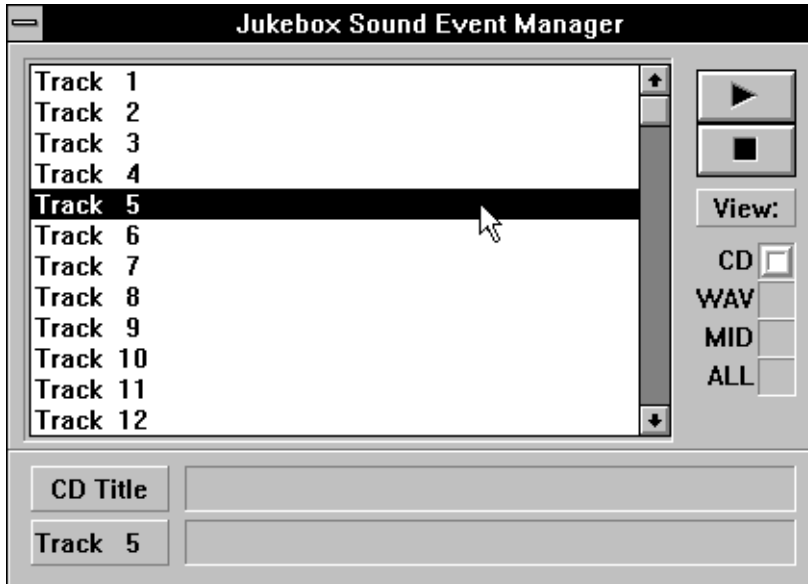 Jukebox Sound Event Manager
Track 1
Track 2
Track 3
Track 4
Track 5
Track 6
Track 7
Track 8
Track 9
Track 10
Track 11
Track 12
View:
CD
WAV
MID
ALL
CD Title
Track 5